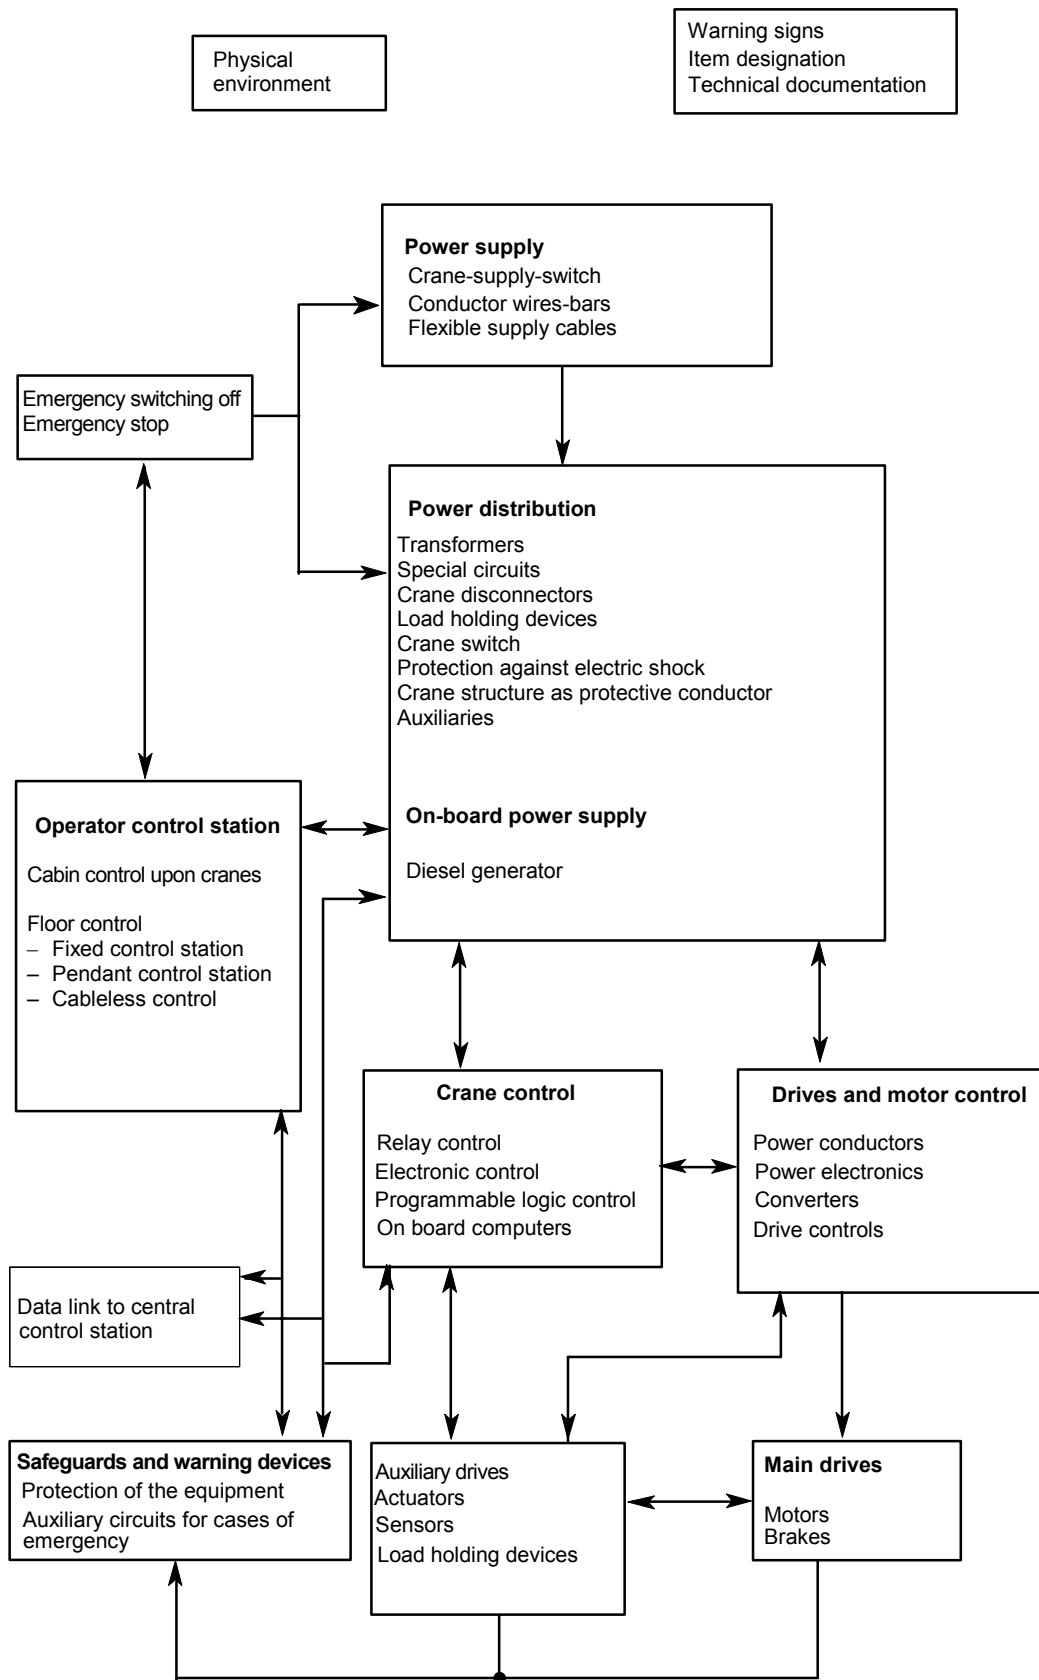 Physical
environment
Warning signs
Item designation
Technical documentation
Power supply
Crane-supply-switch
Conductor wires-bars
Flexible supply cables
Emergency switching off
Emergency stop
Power distribution
Transformers
Special circuits
Crane disconnectors
Load holding devices
Crane switch
Protection against electric shock
Crane structure as protective conductor
Auxiliaries
On-board power supply
Diesel generator
Operator control station
Cabin control upon cranes
Floor control
– Fixed control station
– Pendant control station
– Cableless control
Crane control
Relay control
Electronic control
Programmable logic control
On board computers
Drives and motor control
Power conductors
Power electronics
Converters
Drive controls
Data link to central
control station
Safeguards and warning devices
Protection of the equipment
Auxiliary circuits for cases of
emergency
Auxiliary drives
Actuators
Sensors
Load holding devices
Main drives
Motors
Brakes